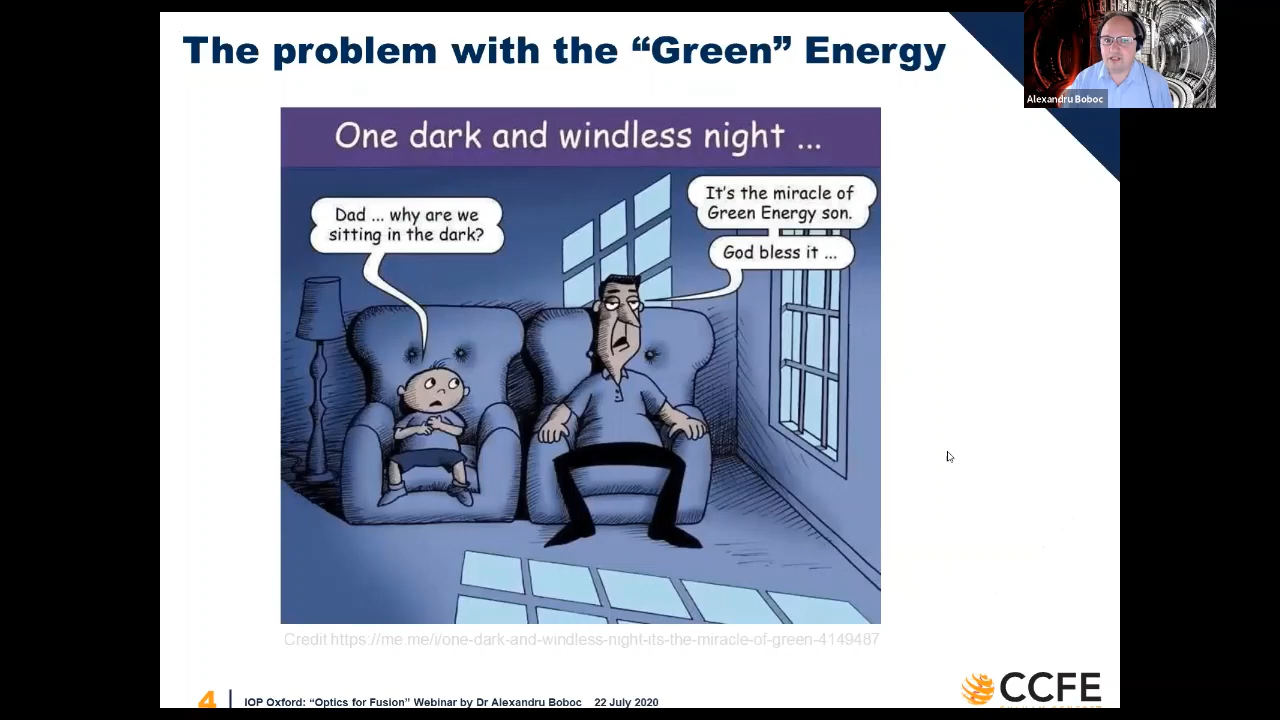 The problem with the “Green” Energy
Alexandru Boboc
One dark and windless night ...
Dad ... why are we
sitting in the dark?
It's the miracle of
Green Energy son.
God bless it ...
Credit https://me.me/i/one-dark-and-windless-night-its-the-miracle-of-green-4149487
4
IOP Oxford: “Optics for Fusion” Webinar by Dr Alexandru Boboc 22 July 2020
CCFE